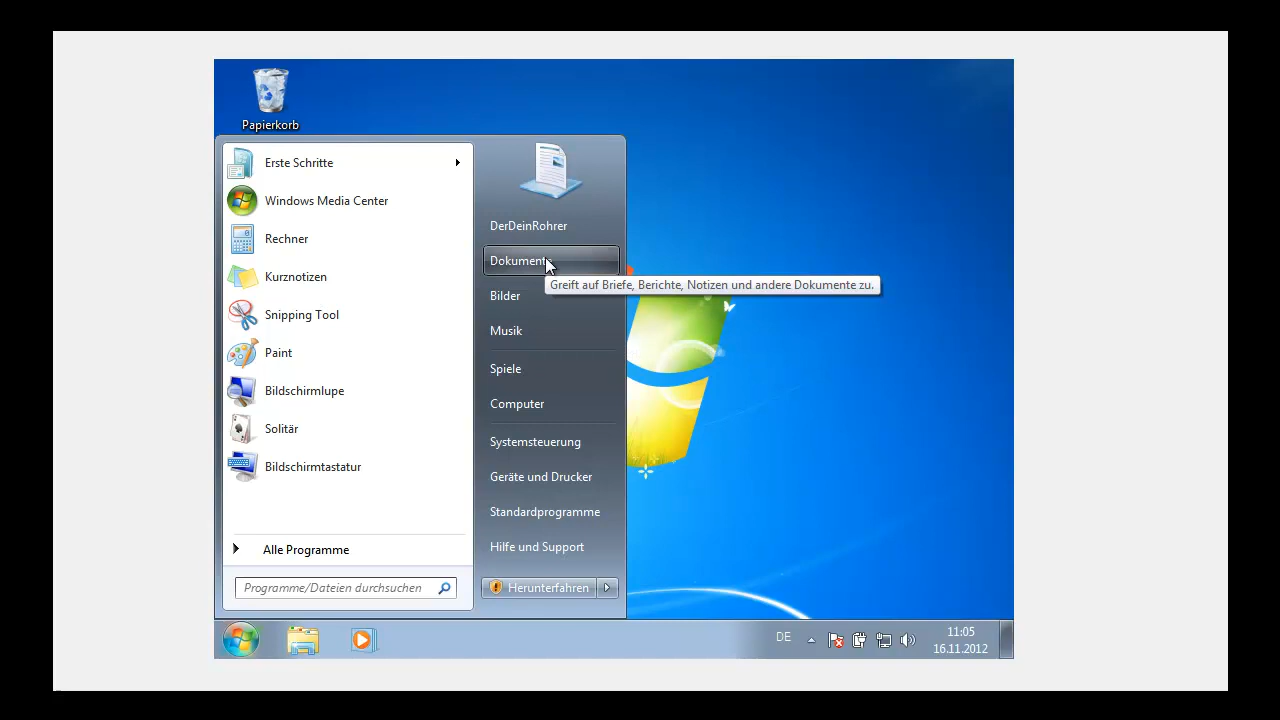 Papierkorb
Erste Schritte
Windows Media Center
Rechner
Kurznotizen
Snipping Tool
Paint
Bildschirmlupe
Solitär
Bildschirmtastatur
Alle Programme
Programme/Dateien durchsuchen
DerDeinRohrer
Dokumente
Greift auf Briefe, Berichte, Notizen und andere Dokumente zu.
Bilder
Musik
Spiele
Computer
Systemsteuerung
Geräte und Drucker
Standardprogramme
Hilfe und Support
Herunterfahren
DE
11:05
16.11.2012